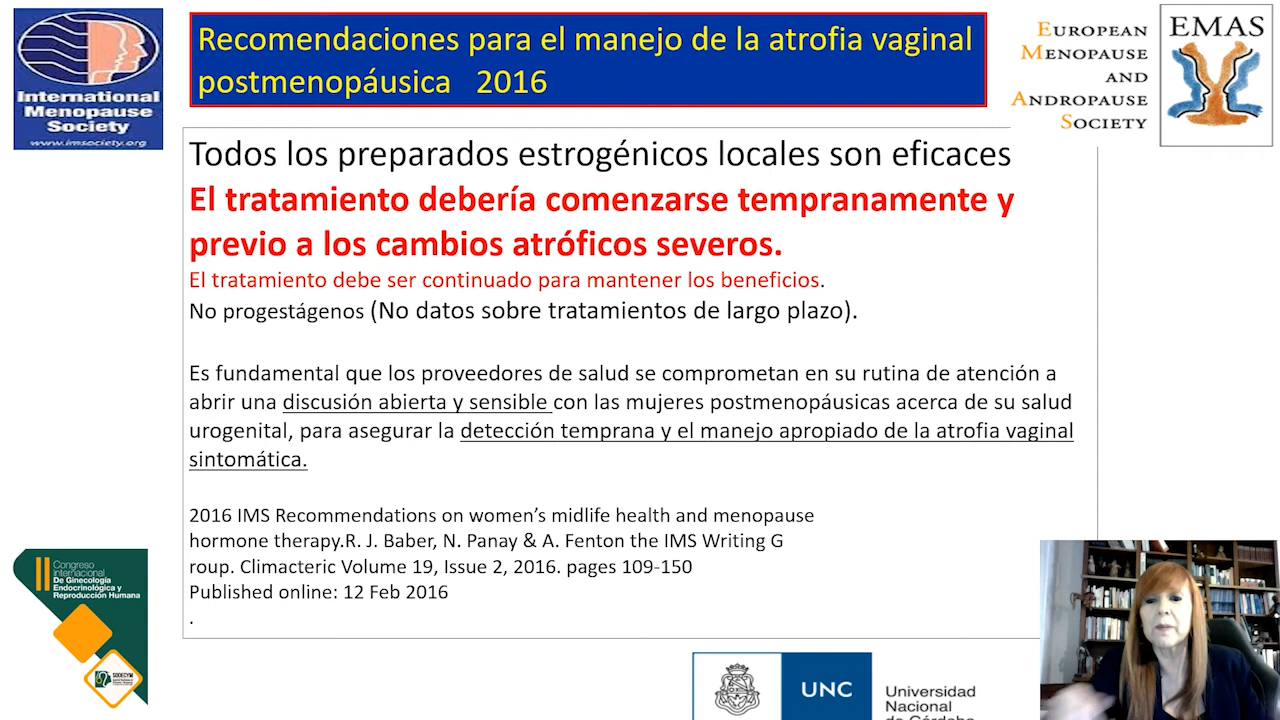 International
Menopause
Society
www.imsociety.org
Recomendaciones para el manejo de la atrofia vaginal
postmenopáusica 2016
EUROPEAN
MENOPAUSE
AND
ANDROPAUSE
SOCIETY
EMAS
Todos los preparados estrogénicos locales son eficaces
El tratamiento debería comenzarse tempranamente y
previo a los cambios atróficos severos.
El tratamiento debe ser continuado para mantener los beneficios.
No progestágenos (No datos sobre tratamientos de largo plazo).
Es fundamental que los proveedores de salud se comprometan en su rutina de atención a
abrir una discusión abierta y sensible con las mujeres postmenopáusicas acerca de su salud
urogenital, para asegurar la detección temprana y el manejo apropiado de la atrofia vaginal
sintomática.
2016 IMS Recommendations on women’s midlife health and menopause
hormone therapy.R. J. Baber, N. Panay & A. Fenton the IMS Writing G
roup. Climacteric Volume 19, Issue 2, 2016. pages 109-150
Published online: 12 Feb 2016
.
II Congreso
Internacional
De Ginecología
Endocrinológica y
Reproducción Humana
SODEGYM
UNC
Universidad
Nacional
de Córdoba